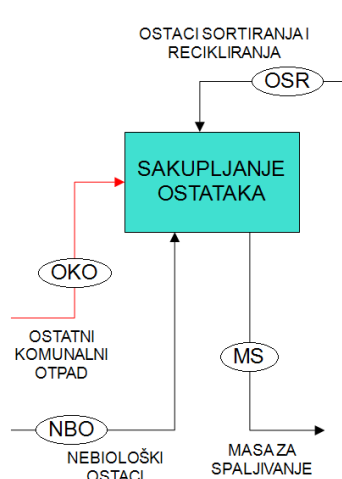 OSTACI SORTIRANJA I
RECIKLIRANJA
OSR
SAKUPLJANJE
OSTATAKA
OKO
OSTATNI
KOMUNALNI
OTPAD
MS
NBO
NEBIOLOŠKI
OSTACI
MASA ZA
SPALJIVANJE